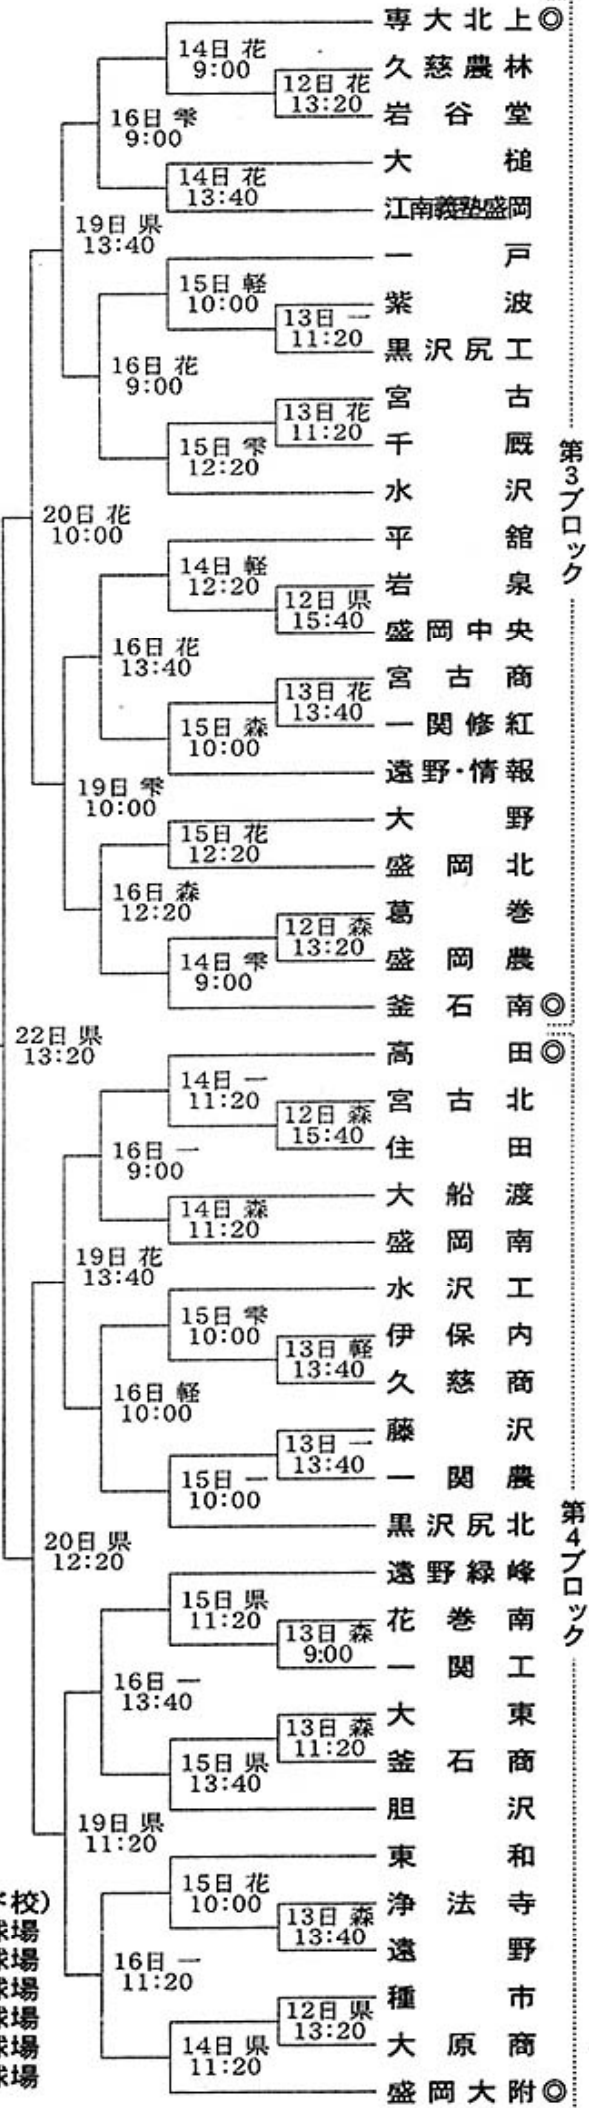 専大北上◎
14日 花
9:00
久慈農林
12日 花
13:20
岩谷堂
16日 雫
9:00
大槌
14日 花
13:40
江南義塾盛岡
19日 県
13:40
一戸
15日 軽
10:00
紫波
13日 一
11:20
黒沢尻工
16日 花
9:00
宮古
13日 花
11:20
千厩
15日 雫
12:20
水沢
第3ブロック
20日 花
10:00
平舘
14日 軽
12:20
岩泉
12日 県
15:40
盛岡中央
16日 花
13:40
宮古商
13日 花
13:40
一関修紅
15日 森
10:00
遠野・情報
19日 雫
10:00
大野
15日 花
12:20
盛岡北
16日 森
12:20
葛巻
12日 森
13:20
盛岡農
14日 雫
9:00
釜石南◎
22日 県
13:20
高田◎
14日 一
11:20
宮古北
12日 森
15:40
住田
16日 一
9:00
大船渡
14日 森
11:20
盛岡南
19日 花
13:40
水沢工
15日 雫
10:00
伊保内
13日 軽
13:40
久慈商
16日 軽
10:00
藤沢
13日 一
13:40
一関農
15日 一
10:00
黒沢尻北
第4ブロック
20日 県
12:20
遠野緑峰
15日 県
11:20
花巻南
13日 森
9:00
一関工
16日 一
13:40
大東
13日 森
11:20
釜石商
15日 県
13:40
胆沢
19日 県
11:20
東和
15日 花
10:00
浄法寺
13日 森
13:40
遠野
16日 一
11:20
種市
12日 県
13:20
大原商
14日 県
11:20
盛岡大附◎
校)
球場
球場
球場
球場
球場
球場